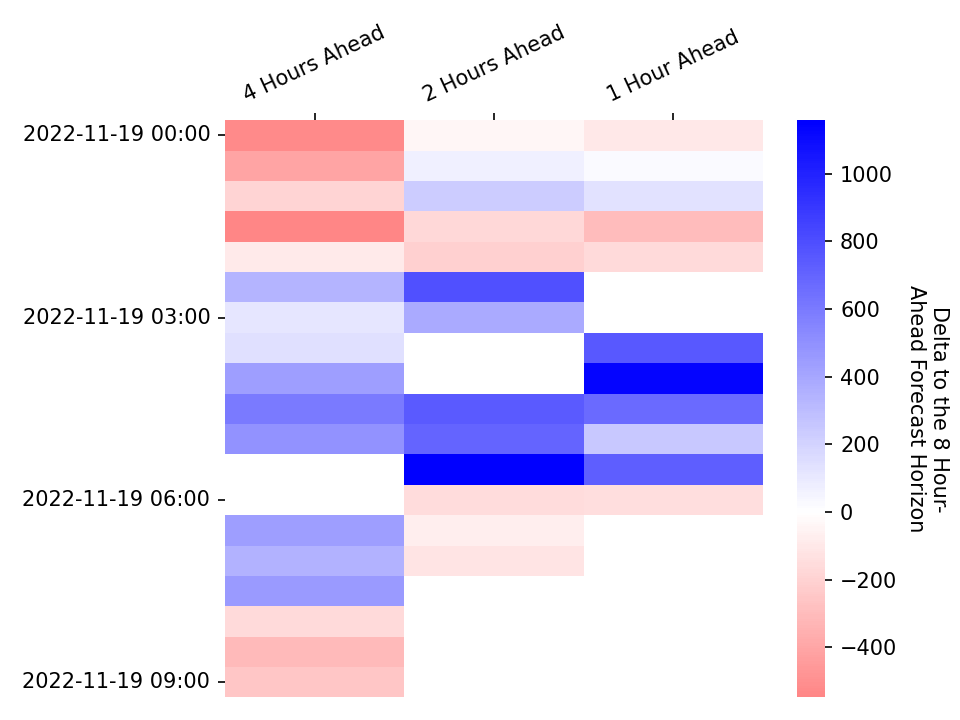 4 Hours Ahead
2 Hours Ahead
1 Hour Ahead
2022-11-19 00:00
2022-11-19 03:00
2022-11-19 06:00
2022-11-19 09:00
1000
800
600
400
200
0
−200
−400
Delta to the 8 Hour-
Ahead Forecast Horizon